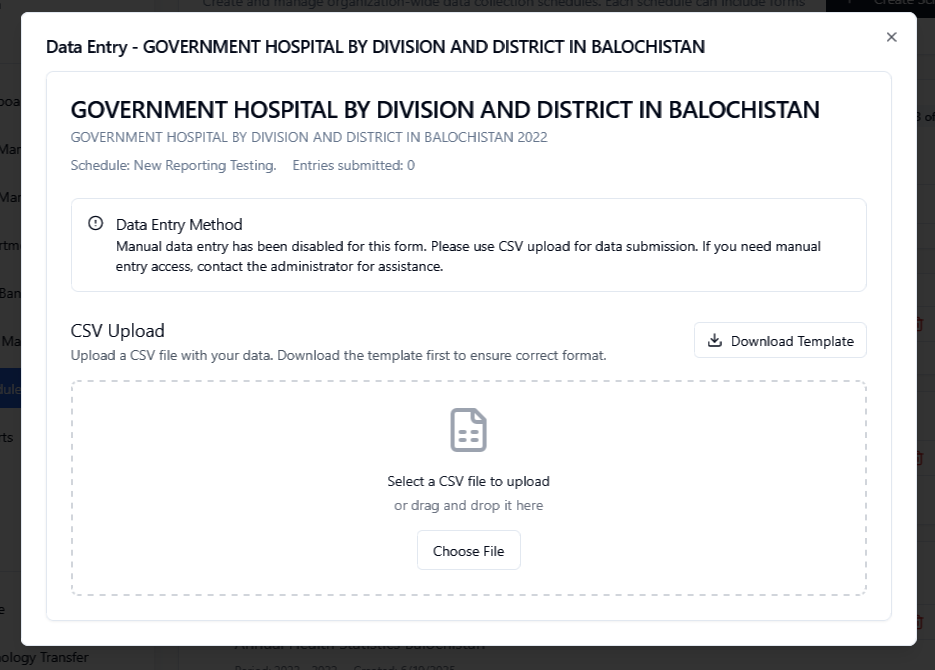 Create and manage organization-wide data collection schedules. Each schedule can include forms
Data Entry - GOVERNMENT HOSPITAL BY DIVISION AND DISTRICT IN BALOCHISTAN
GOVERNMENT HOSPITAL BY DIVISION AND DISTRICT IN BALOCHISTAN
GOVERNMENT HOSPITAL BY DIVISION AND DISTRICT IN BALOCHISTAN 2022
Schedule: New Reporting Testing. Entries submitted: 0
Data Entry Method
Manual data entry has been disabled for this form. Please use CSV upload for data submission. If you need manual
entry access, contact the administrator for assistance.
CSV Upload
Upload a CSV file with your data. Download the template first to ensure correct format.
Download Template
Select a CSV file to upload
or drag and drop it here
Choose File
Annual Health Statistics Balochistan
ology Transfer